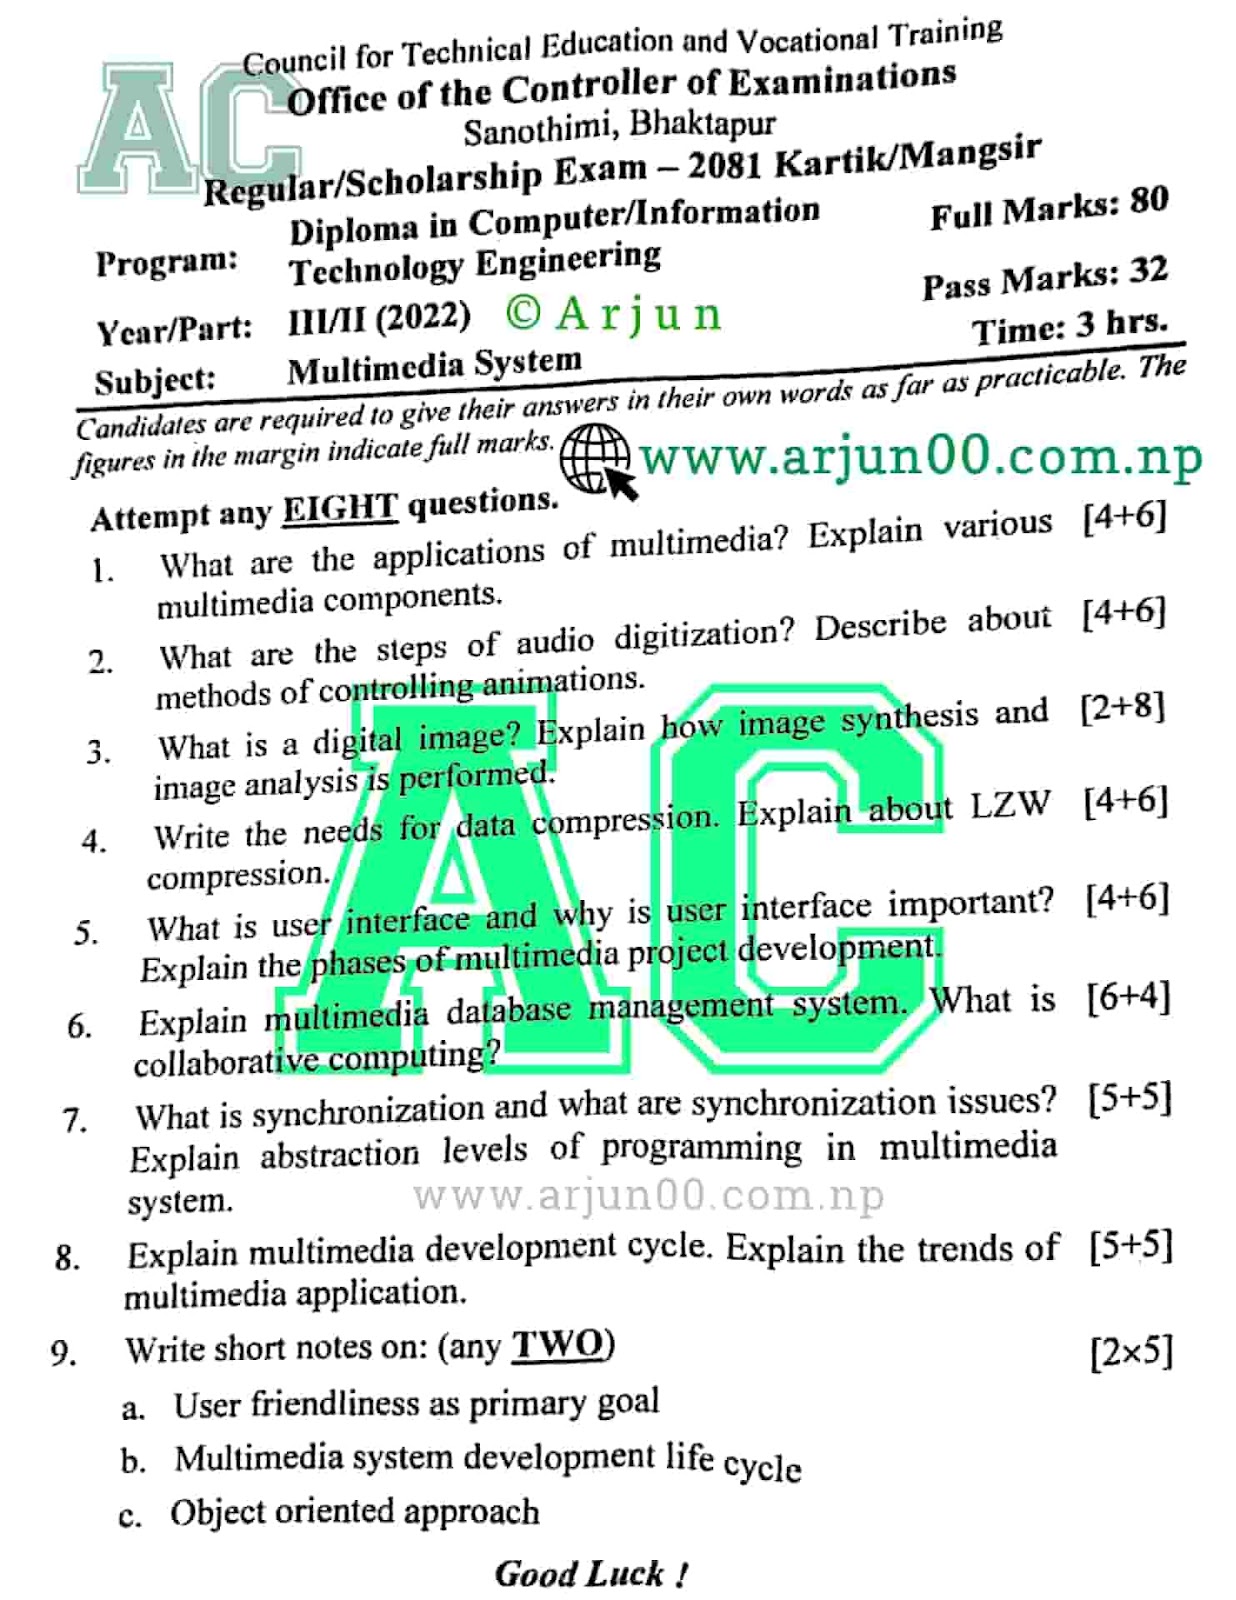 AC
Council for Technical Education and Vocational Training
Office of the Controller of Examinations
Sanothimi, Bhaktapur
Regular/Scholarship Exam – 2081 Kartik/Mangsir
Program: Diploma in Computer/Information Technology Engineering
Full Marks: 80
Year/Part: III/II (2022)
Pass Marks: 32
© Arjun
Subject: Multimedia System
Time: 3 hrs.
Candidates are required to give their answers in their own words as far as practicable. The
figures in the margin indicate full marks.
www.arjun00.com.np
Attempt any EIGHT questions.
1. What are the applications of multimedia? Explain various [4+6]
multimedia components.
2. What are the steps of audio digitization? Describe about [4+6]
methods of controlling animations.
3. What is a digital image? Explain how image synthesis and [2+8]
image analysis is performed.
4. Write the needs for data compression. Explain about LZW [4+6]
compression.
AC
5. What is user interface and why is user interface important? [4+6]
Explain the phases of multimedia project development.
6. Explain multimedia database management system. What is [6+4]
collaborative computing?
7. What is synchronization and what are synchronization issues? [5+5]
Explain abstraction levels of programming in multimedia
system.
www.arjun00.com.np
8. Explain multimedia development cycle. Explain the trends of [5+5]
multimedia application.
9. Write short notes on: (any TWO) [2×5]
a. User friendliness as primary goal
b. Multimedia system development life cycle
c. Object oriented approach
Good Luck !